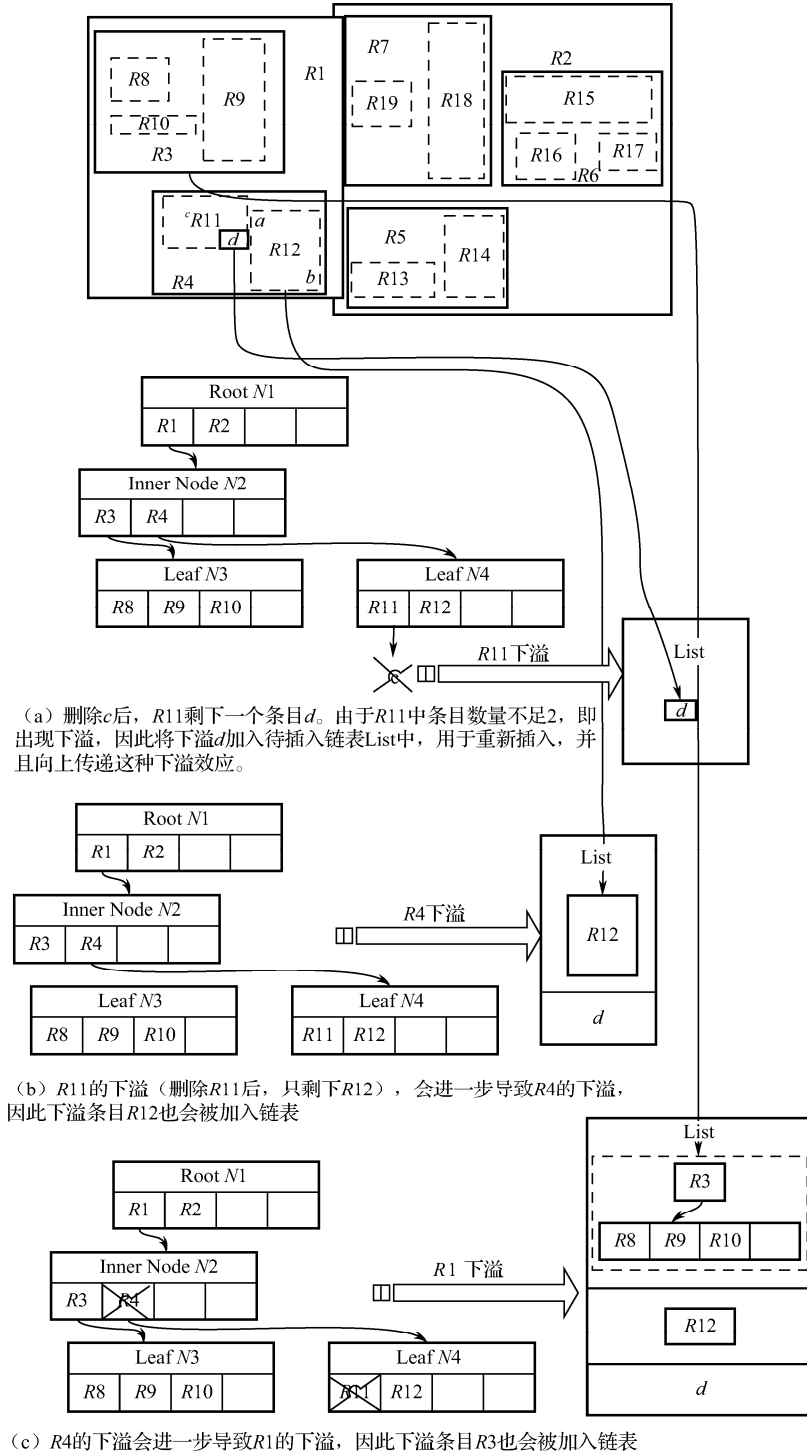 R8
R9
R10
R3
R1
R7
R19
R18
R2
R15
R16
R17
R6
c
R11
a
d
R12
b
R4
R5
R13
R14
Root N1
R1 R2
Inner Node N2
R3 R4
Leaf N3
R8 R9 R10
Leaf N4
R11 R12
c
R11下溢
List
d
（a）删除c后，R11剩下一个条目d。由于R11中条目数量不足2，即
出现下溢，因此将下溢d加入待插入链表List中，用于重新插入，并
且向上传递这种下溢效应。
Root N1
R1 R2
Inner Node N2
R3 R4
Leaf N3
R8 R9 R10
Leaf N4
R11 R12
R4下溢
List
R12
d
（b）R11的下溢（删除R11后，只剩下R12），会进一步导致R4的下溢，
因此下溢条目R12也会被加入链表
Root N1
R1 R2
Inner Node N2
R3 R4
Leaf N3
R8 R9 R10
Leaf N4
R11 R12
R1 下溢
List
R3
R8 R9 R10
R12
d
（c）R4的下溢会进一步导致R1的下溢，因此下溢条目R3也会被加入链表